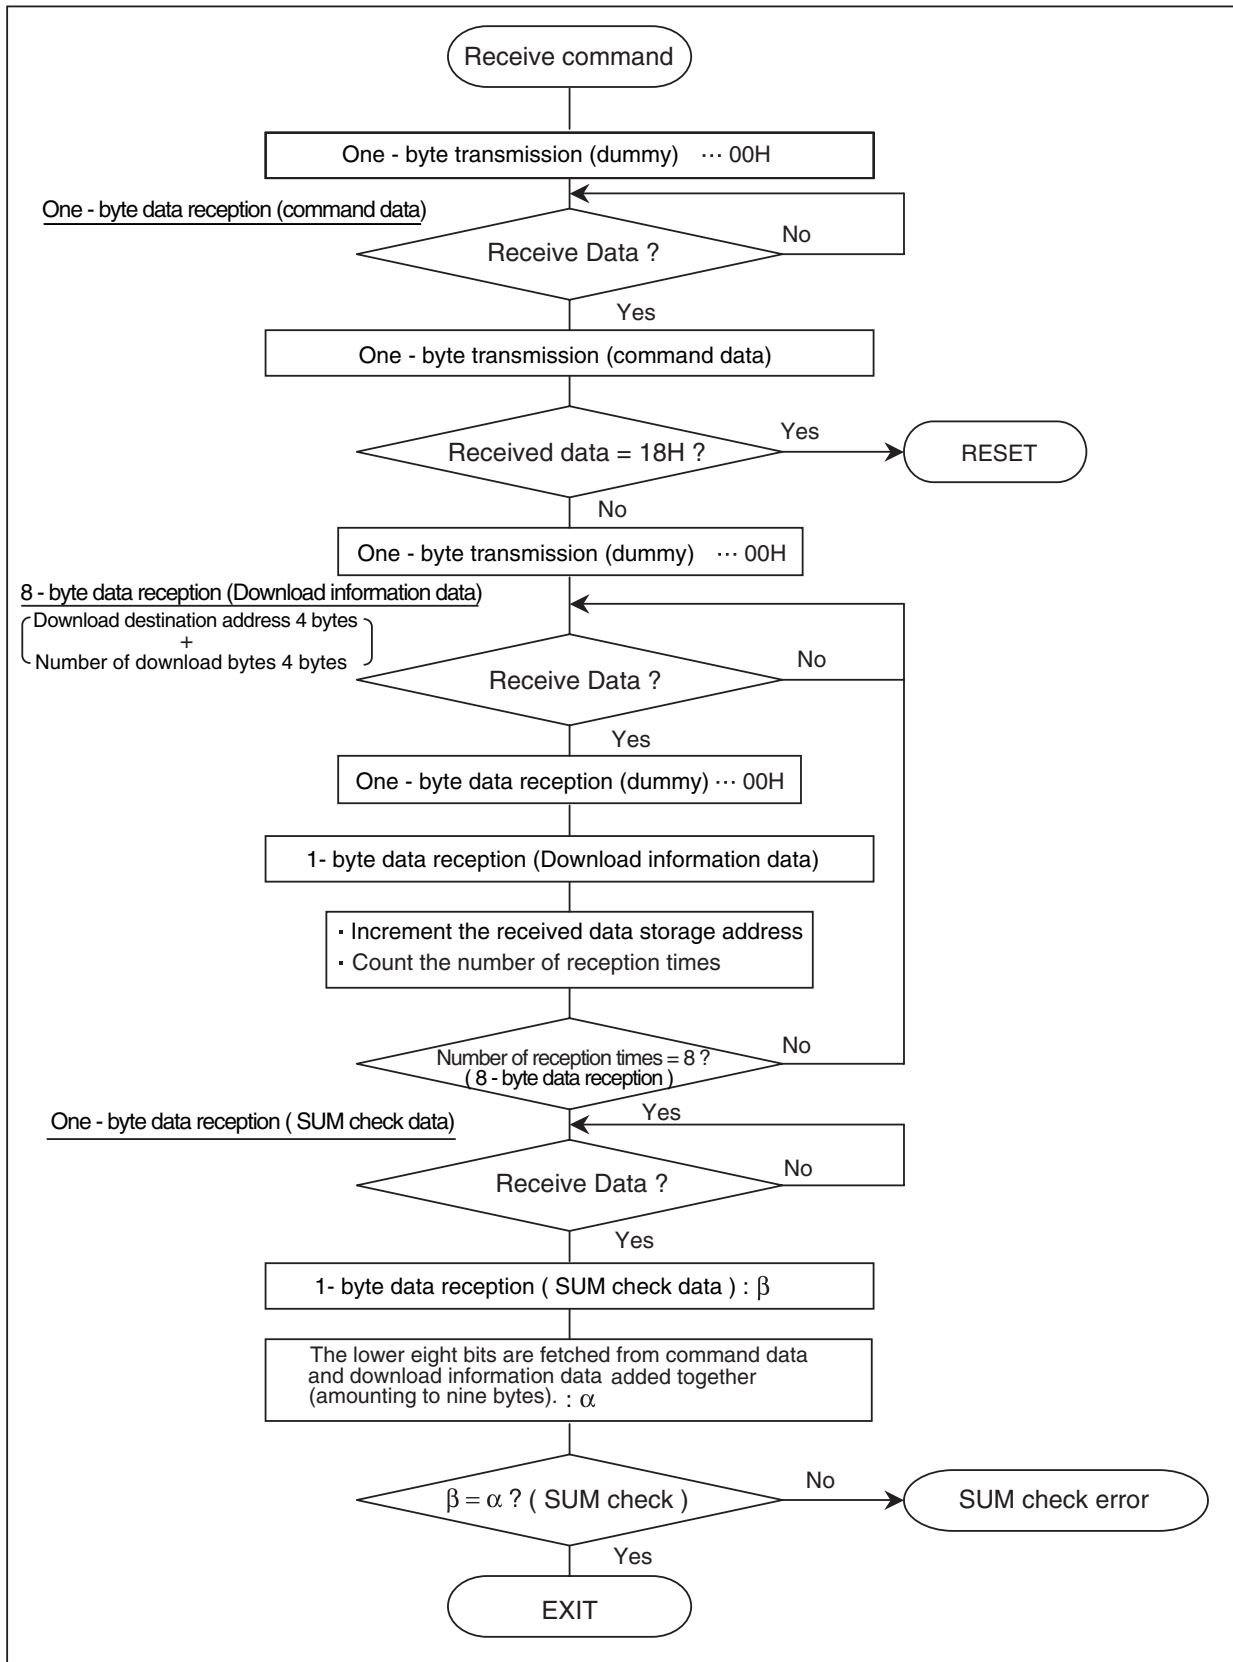 Receive command
One - byte transmission (dummy) ··· 00H
One - byte data reception (command data)
Receive Data ?
No
Yes
One - byte transmission (command data)
Received data = 18H ?
Yes
RESET
No
One - byte transmission (dummy) ··· 00H
8 - byte data reception (Download information data)
Download destination address 4 bytes
+
Number of download bytes 4 bytes
Receive Data ?
No
Yes
One - byte data reception (dummy) ··· 00H
1- byte data reception (Download information data)
· Increment the received data storage address
· Count the number of reception times
Number of reception times = 8 ?
( 8 - byte data reception )
No
Yes
One - byte data reception ( SUM check data)
Receive Data ?
No
Yes
1- byte data reception ( SUM check data ) : β
The lower eight bits are fetched from command data
and download information data added together
(amounting to nine bytes). : α
β = α ? ( SUM check )
No
SUM check error
Yes
EXIT